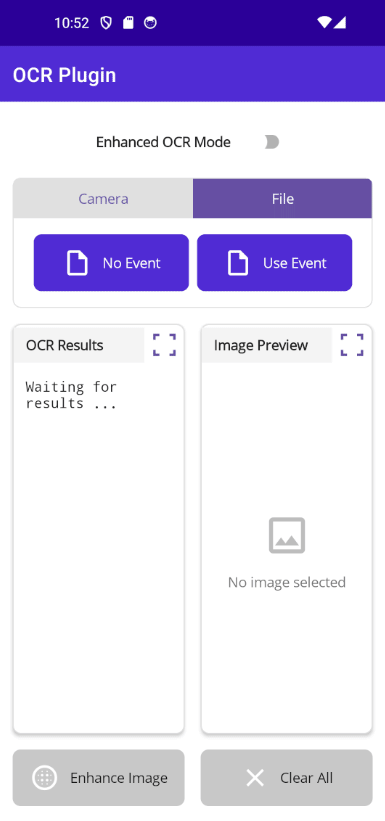 10:52
OCR Plugin
Enhanced OCR Mode
Camera
File
No Event
Use Event
OCR Results
Waiting for
results ...
Image Preview
No image selected
Enhance Image
Clear All